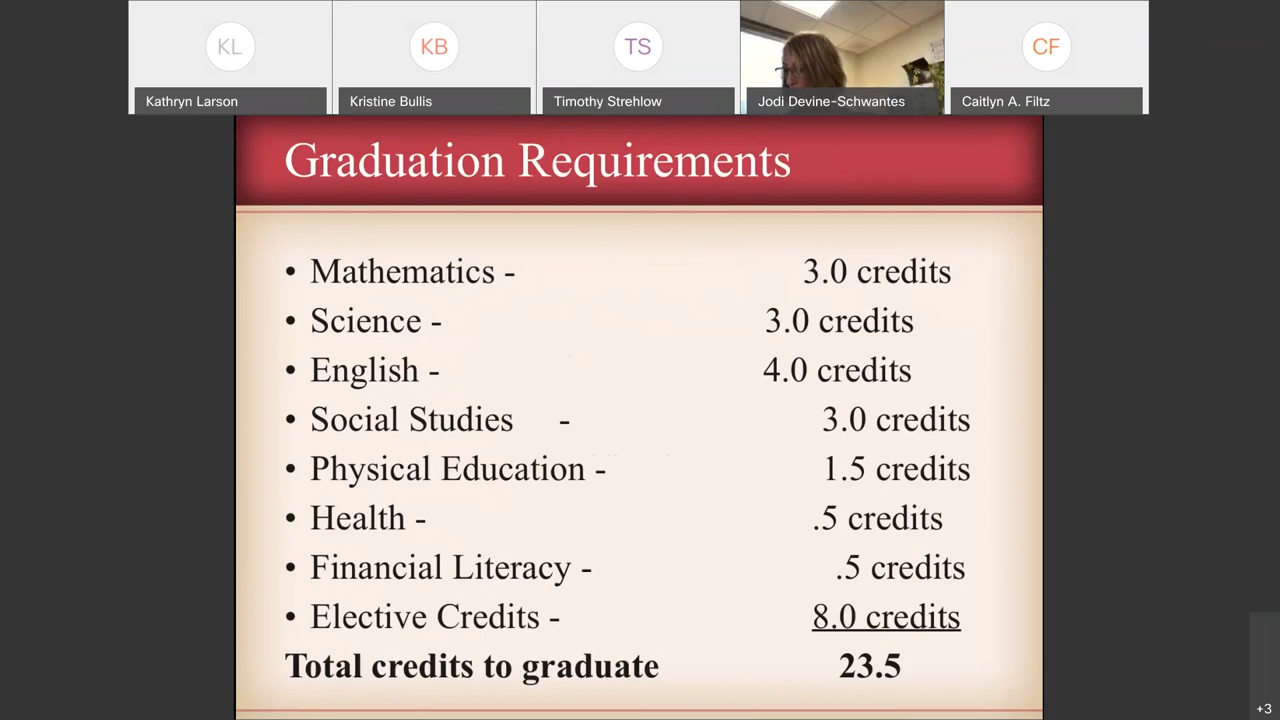 KL KB TS CF
Kathryn Larson Kristine Bullis Timothy Strehlow Jodi Devine-Schwantes Caitlyn A. Filtz
Graduation Requirements
• Mathematics - 3.0 credits
• Science - 3.0 credits
• English - 4.0 credits
• Social Studies - 3.0 credits
• Physical Education - 1.5 credits
• Health - .5 credits
• Financial Literacy - .5 credits
• Elective Credits - 8.0 credits
Total credits to graduate 23.5
+3